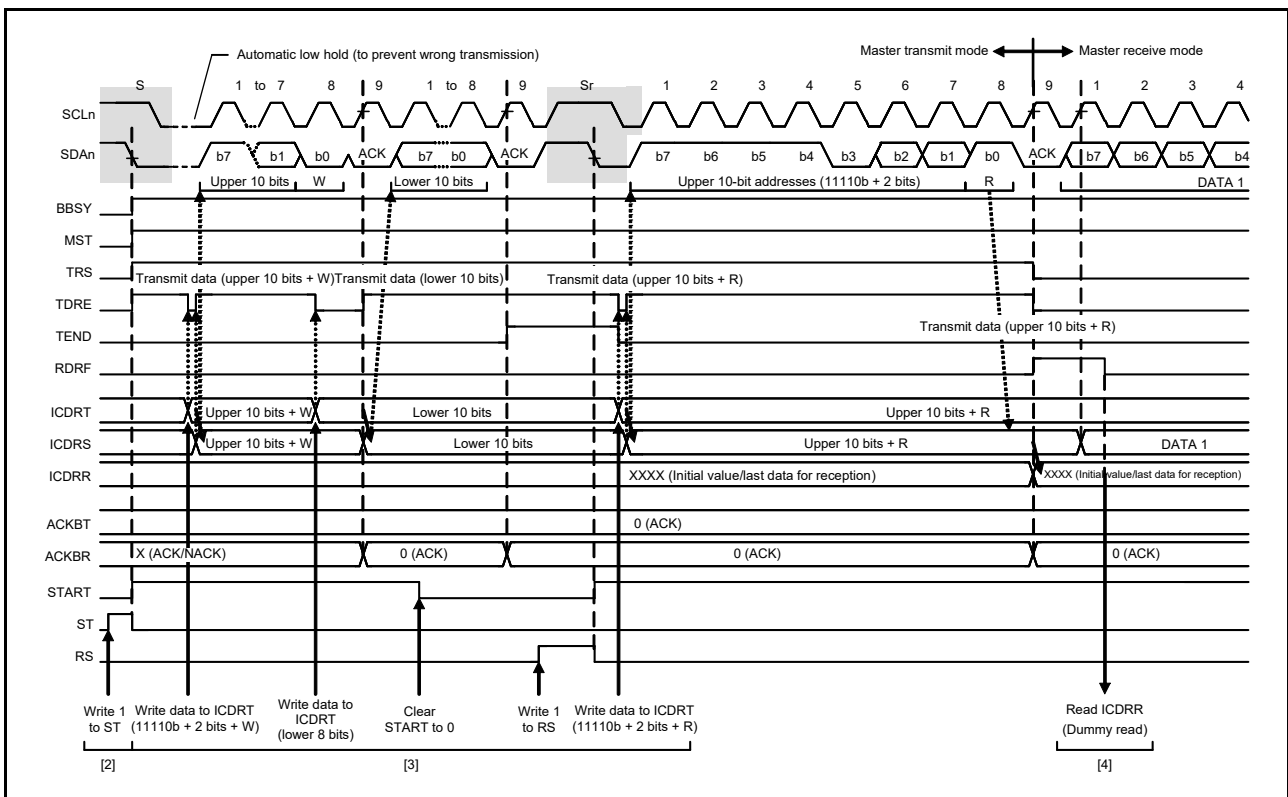 Automatic low hold (to prevent wrong transmission)
Master transmit mode
Master receive mode
S
1 to 7
8
9
1 to 8
9
Sr
1
2
3
4
5
6
7
8
9
1
2
3
4
SCLn
SDAn
b7
b1
b0
ACK
b7
b0
ACK
b7
b6
b5
b4
b3
b2
b1
b0
ACK
b7
b6
b5
b4
Upper 10 bits
W
Lower 10 bits
Upper 10-bit addresses (11110b + 2 bits)
R
DATA 1
BBSY
MST
TRS
Transmit data (upper 10 bits + W)
Transmit data (lower 10 bits)
Transmit data (upper 10 bits + R)
TDRE
TEND
Transmit data (upper 10 bits + R)
RDRF
ICDRT
Upper 10 bits + W
Lower 10 bits
Upper 10 bits + R
ICDRS
Upper 10 bits + W
Lower 10 bits
Upper 10 bits + R
DATA 1
ICDRR
XXXX (Initial value/last data for reception)
XXXX (Initial value/last data for reception)
ACKBT
0 (ACK)
ACKBR
X (ACK/NACK)
0 (ACK)
0 (ACK)
0 (ACK)
START
ST
RS
Write 1
to ST
Write data to ICDRT
(11110b + 2 bits + W)
Write data to
ICDRT
(lower 8 bits)
Clear
START to 0
Write 1
to RS
Write data to ICDRT
(11110b + 2 bits + R)
Read ICDRR
(Dummy read)
[2]
[3]
[4]